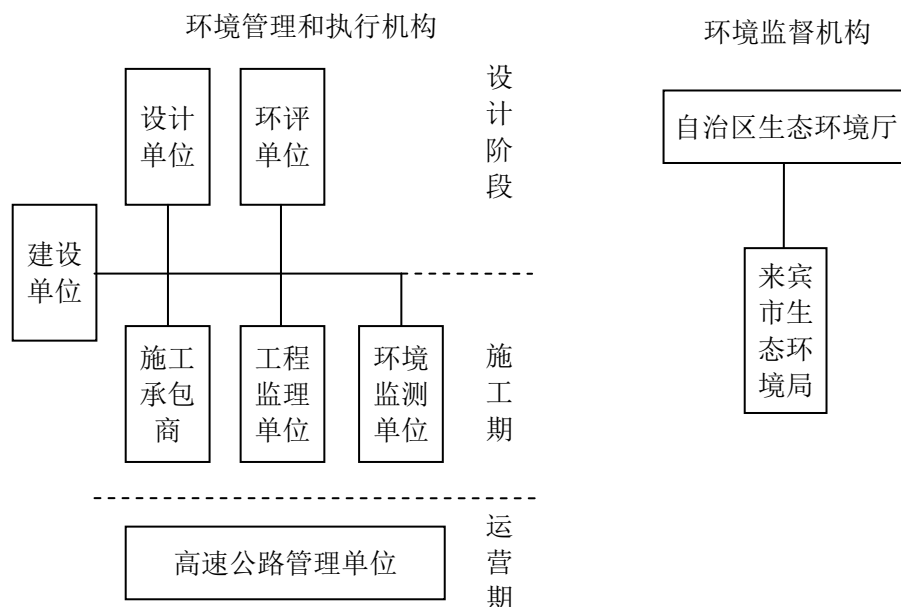 环境管理和执行机构
环境监督机构
设计
单位
环评
单位
设
计
阶
段
自治区生态环境厅
建设
单位
来宾
市生
态环
境局
施工
承包
商
工程
监理
单位
环境
监测
单位
施
工
期
高速公路管理单位
运
营
期